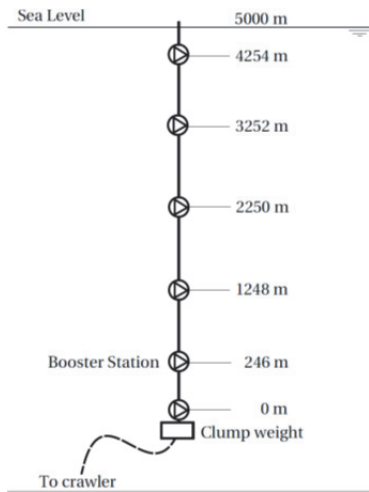 Sea Level
5000 m
4254 m
3252 m
2250 m
1248 m
Booster Station
246 m
0 m
Clump weight
To crawler